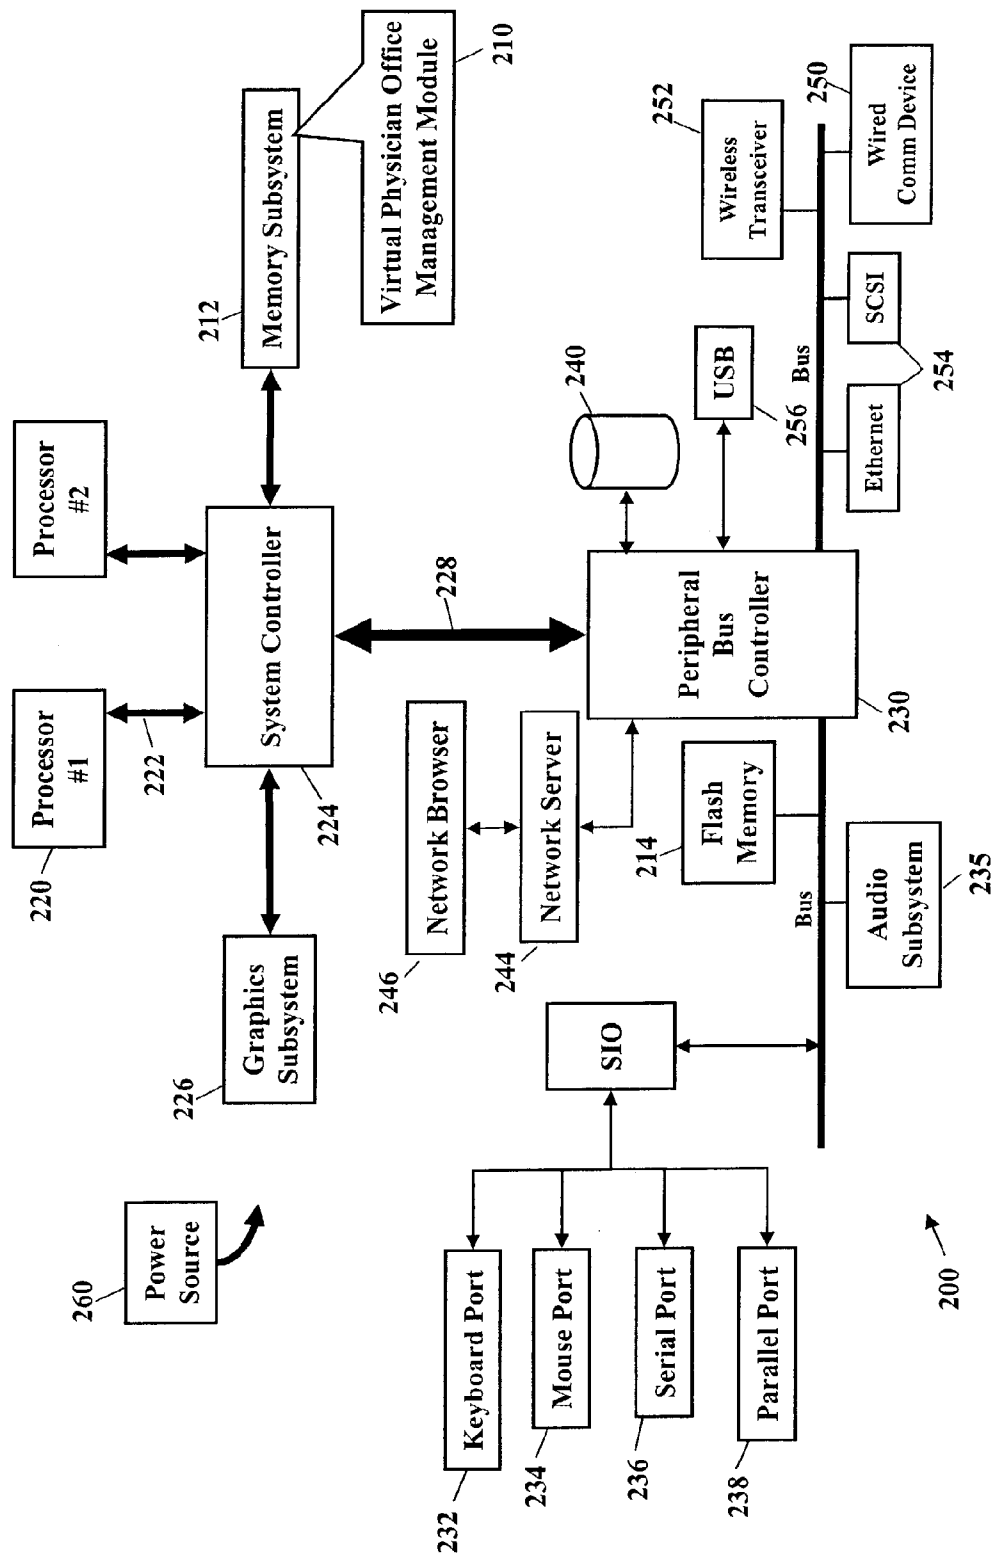 260
Power
Source
220
Processor
#1
222
Processor
#2
226
Graphics
Subsystem
224
System Controller
212
Memory Subsystem
Virtual Physician Office
Management Module
210
228
246
Network Browser
244
Network Server
240
256
USB
252
Wireless
Transceiver
232
Keyboard Port
234
Mouse Port
236
Serial Port
238
Parallel Port
SIO
214
Flash
Memory
Peripheral
Bus
Controller
230
Bus
Bus
Audio
Subsystem
235
Ethernet
SCSI
254
250
Wired
Comm Device
200